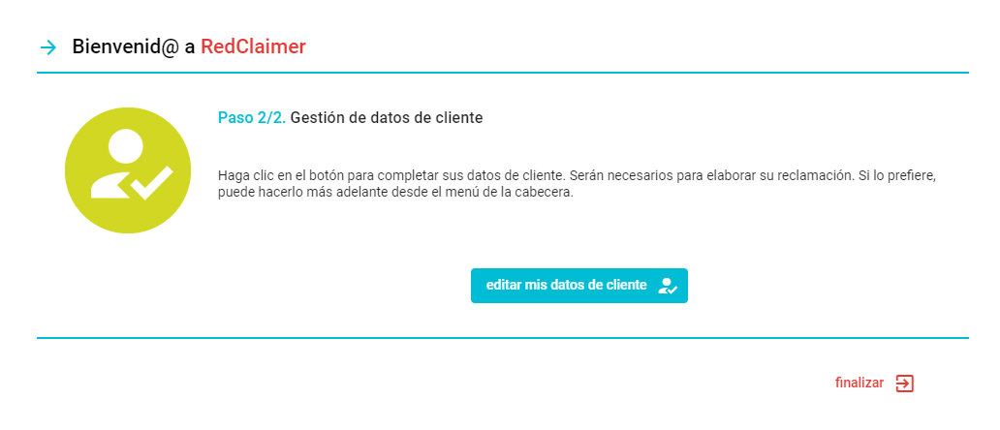 Bienvenid@ a RedClaimer
Paso 2/2. Gestión de datos de cliente
Haga clic en el botón para completar sus datos de cliente. Serán necesarios para elaborar su reclamación. Si lo prefiere,
puede hacerlo más adelante desde el menú de la cabecera.
editar mis datos de cliente
finalizar